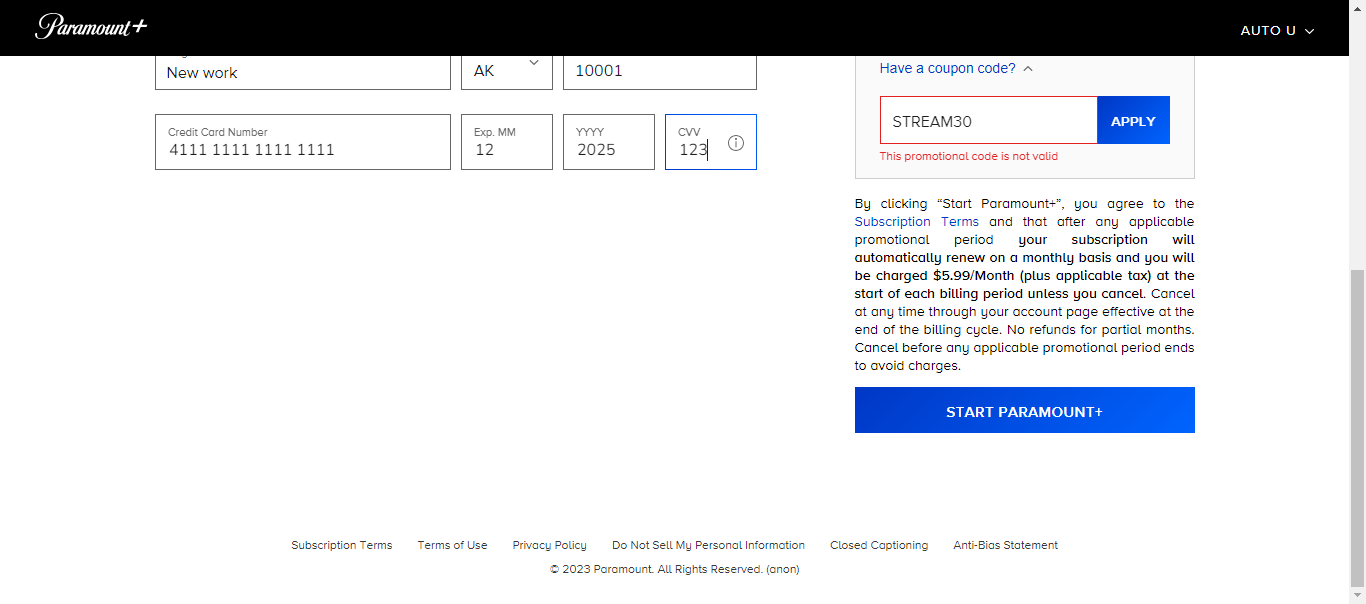 Paramount+
AUTO U
New work
AK
10001
Credit Card Number
4111 1111 1111 1111
Exp. MM
12
YYYY
2025
CVV
123
Have a coupon code?
STREAM30
APPLY
This promotional code is not valid
By clicking “Start Paramount+”, you agree to the
Subscription Terms and that after any applicable
promotional period your subscription will
automatically renew on a monthly basis and you will
be charged $5.99/Month (plus applicable tax) at the
start of each billing period unless you cancel. Cancel
at any time through your account page effective at the
end of the billing cycle. No refunds for partial months.
Cancel before any applicable promotional period ends
to avoid charges.
START PARAMOUNT+
Subscription Terms Terms of Use Privacy Policy Do Not Sell My Personal Information Closed Captioning Anti-Bias Statement
© 2023 Paramount. All Rights Reserved. (anon)